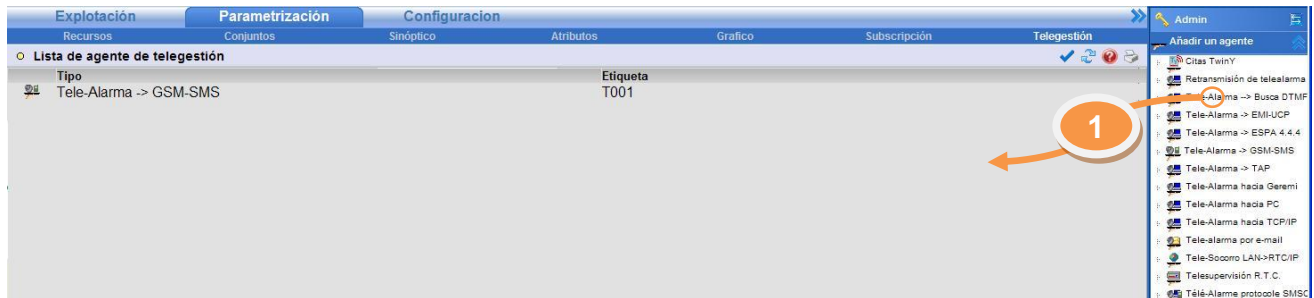 Explotación Parametrización Configuracion
Recursos Conjuntos Sinóptico Atributos Grafico Subscripción Telegestión
Lista de agente de telegestión
Tipo Etiqueta
Tele-Alarma -> GSM-SMS T001
1
Admin
Añadir un agente
Citas TwinY
Retransmisión de telealarma
Tele-Alarma --> Busca DTMF
Tele-Alarma -> EMI-UCP
Tele-Alarma -> ESPA 4.4.4
Tele-Alarma -> GSM-SMS
Tele-Alarma -> TAP
Tele-Alarma hacia Geremi
Tele-Alarma hacia PC
Tele-Alarma hacia TCP/IP
Tele-alarma por e-mail
Tele-Socorro LAN->RTC/IP
Telesupervisión R.T.C.
Télé-Alarme protocole SMSC